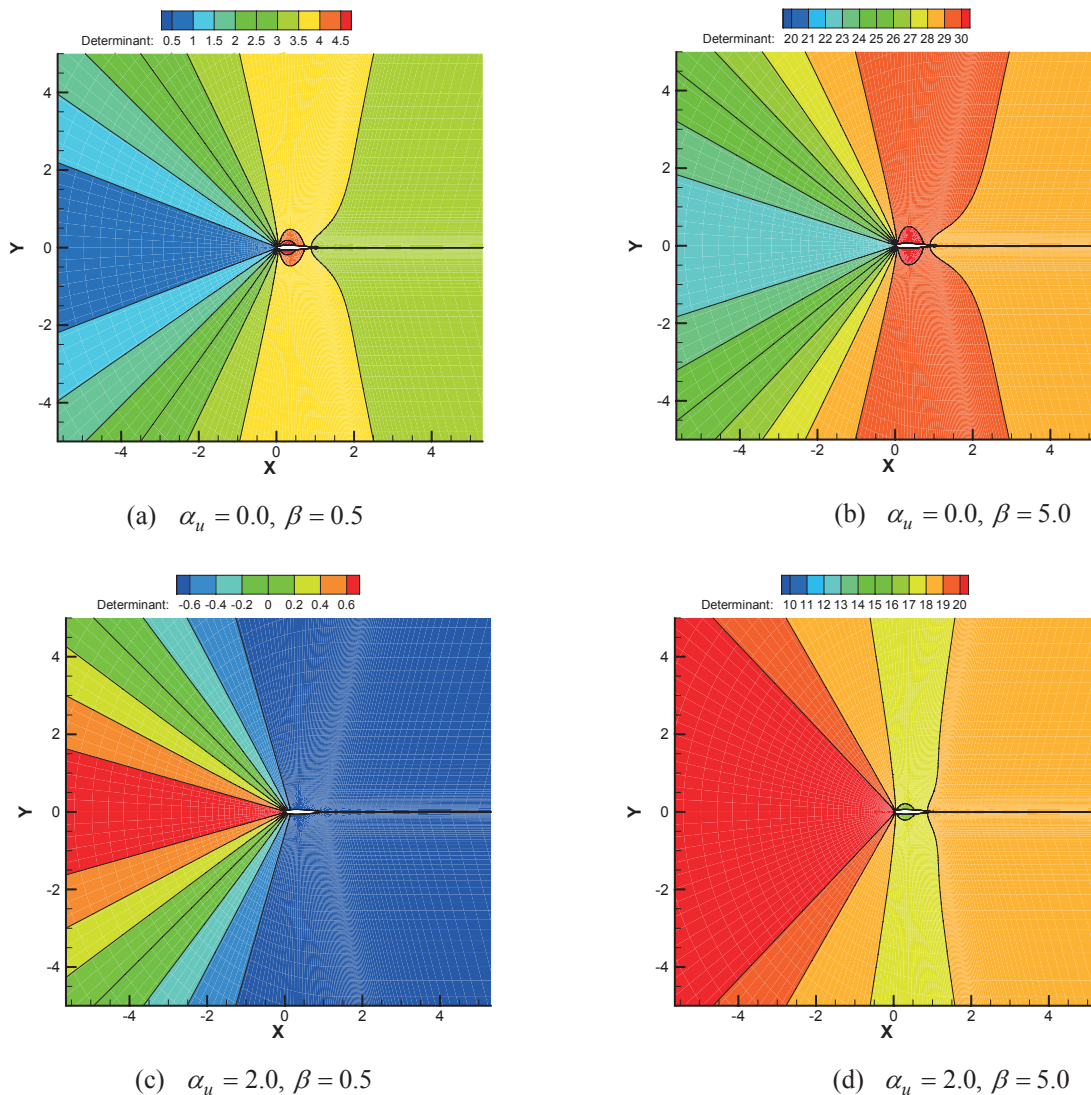 Determinant: 0.5 1 1.5 2 2.5 3 3.5 4 4.5
Y
4
2
0
-2
-4
-4 -2 0 2 4
X
(a) α_u = 0.0, β = 0.5
Determinant: 20 21 22 23 24 25 26 27 28 29 30
Y
4
2
0
-2
-4
-4 -2 0 2 4
X
(b) α_u = 0.0, β = 5.0
Determinant: -0.6 -0.4 -0.2 0 0.2 0.4 0.6
Y
4
2
0
-2
-4
-4 -2 0 2 4
X
(c) α_u = 2.0, β = 0.5
Determinant: 10 11 12 13 14 15 16 17 18 19 20
Y
4
2
0
-2
-4
-4 -2 0 2 4
X
(d) α_u = 2.0, β = 5.0